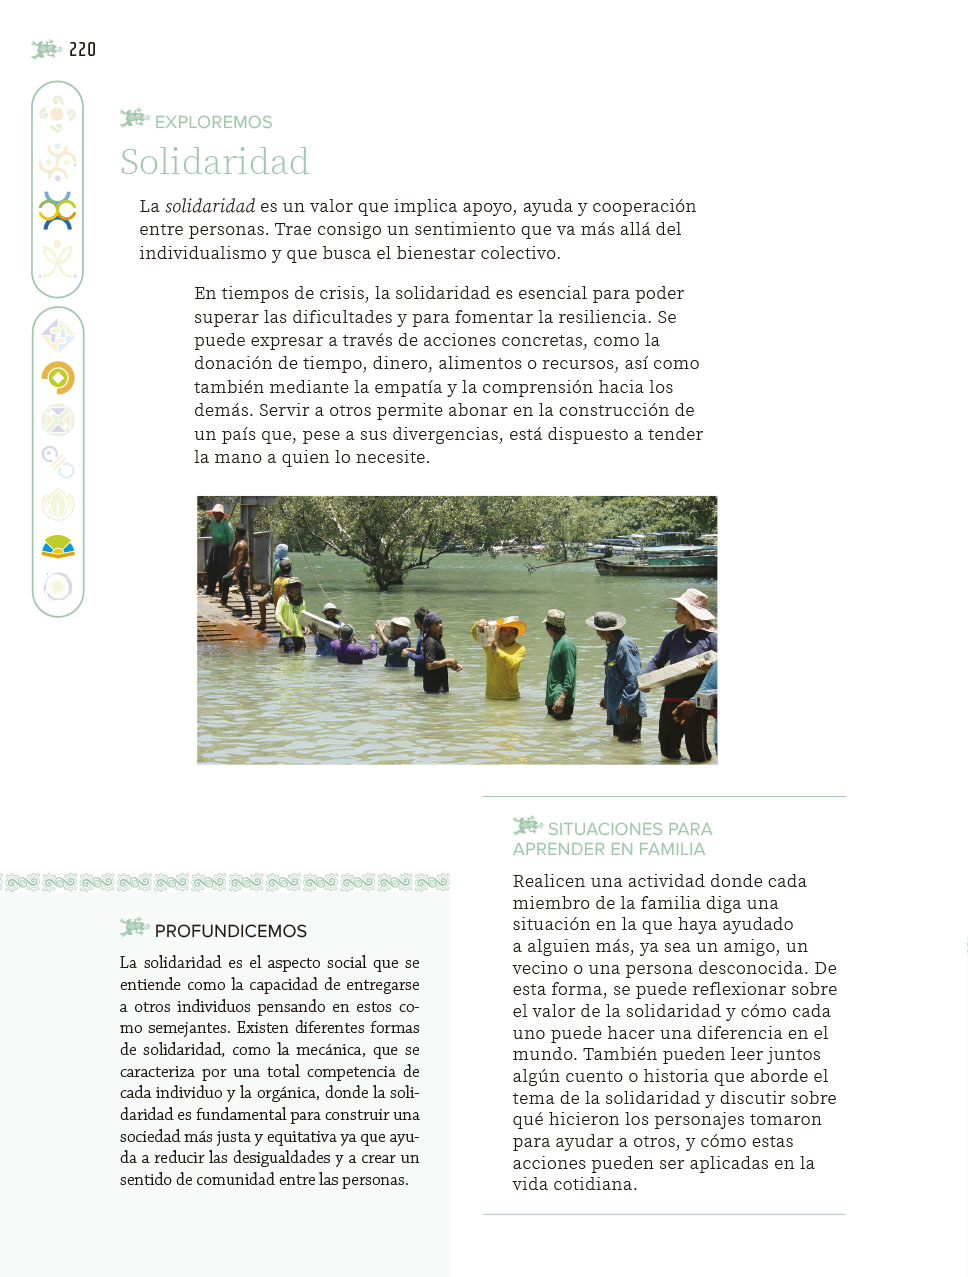 220
EXPLOREMOS
Solidaridad
La solidaridad es un valor que implica apoyo, ayuda y cooperación
entre personas. Trae consigo un sentimiento que va más allá del
individualismo y que busca el bienestar colectivo.
En tiempos de crisis, la solidaridad es esencial para poder
superar las dificultades y para fomentar la resiliencia. Se
puede expresar a través de acciones concretas, como la
donación de tiempo, dinero, alimentos o recursos, así como
también mediante la empatía y la comprensión hacia los
demás. Servir a otros permite abonar en la construcción de
un país que, pese a sus divergencias, está dispuesto a tender
la mano a quien lo necesite.
PROFUNDICEMOS
La solidaridad es el aspecto social que se
entiende como la capacidad de entregarse
a otros individuos pensando en estos co-
mo semejantes. Existen diferentes formas
de solidaridad, como la mecánica, que se
caracteriza por una total competencia de
cada individuo y la orgánica, donde la soli-
daridad es fundamental para construir una
sociedad más justa y equitativa ya que ayu-
da a reducir las desigualdades y a crear un
sentido de comunidad entre las personas.
SITUACIONES PARA
APRENDER EN FAMILIA
Realicen una actividad donde cada
miembro de la familia diga una
situación en la que haya ayudado
a alguien más, ya sea un amigo, un
vecino o una persona desconocida. De
esta forma, se puede reflexionar sobre
el valor de la solidaridad y cómo cada
uno puede hacer una diferencia en el
mundo. También pueden leer juntos
algún cuento o historia que aborde el
tema de la solidaridad y discutir sobre
qué hicieron los personajes tomaron
para ayudar a otros, y cómo estas
acciones pueden ser aplicadas en la
vida cotidiana.